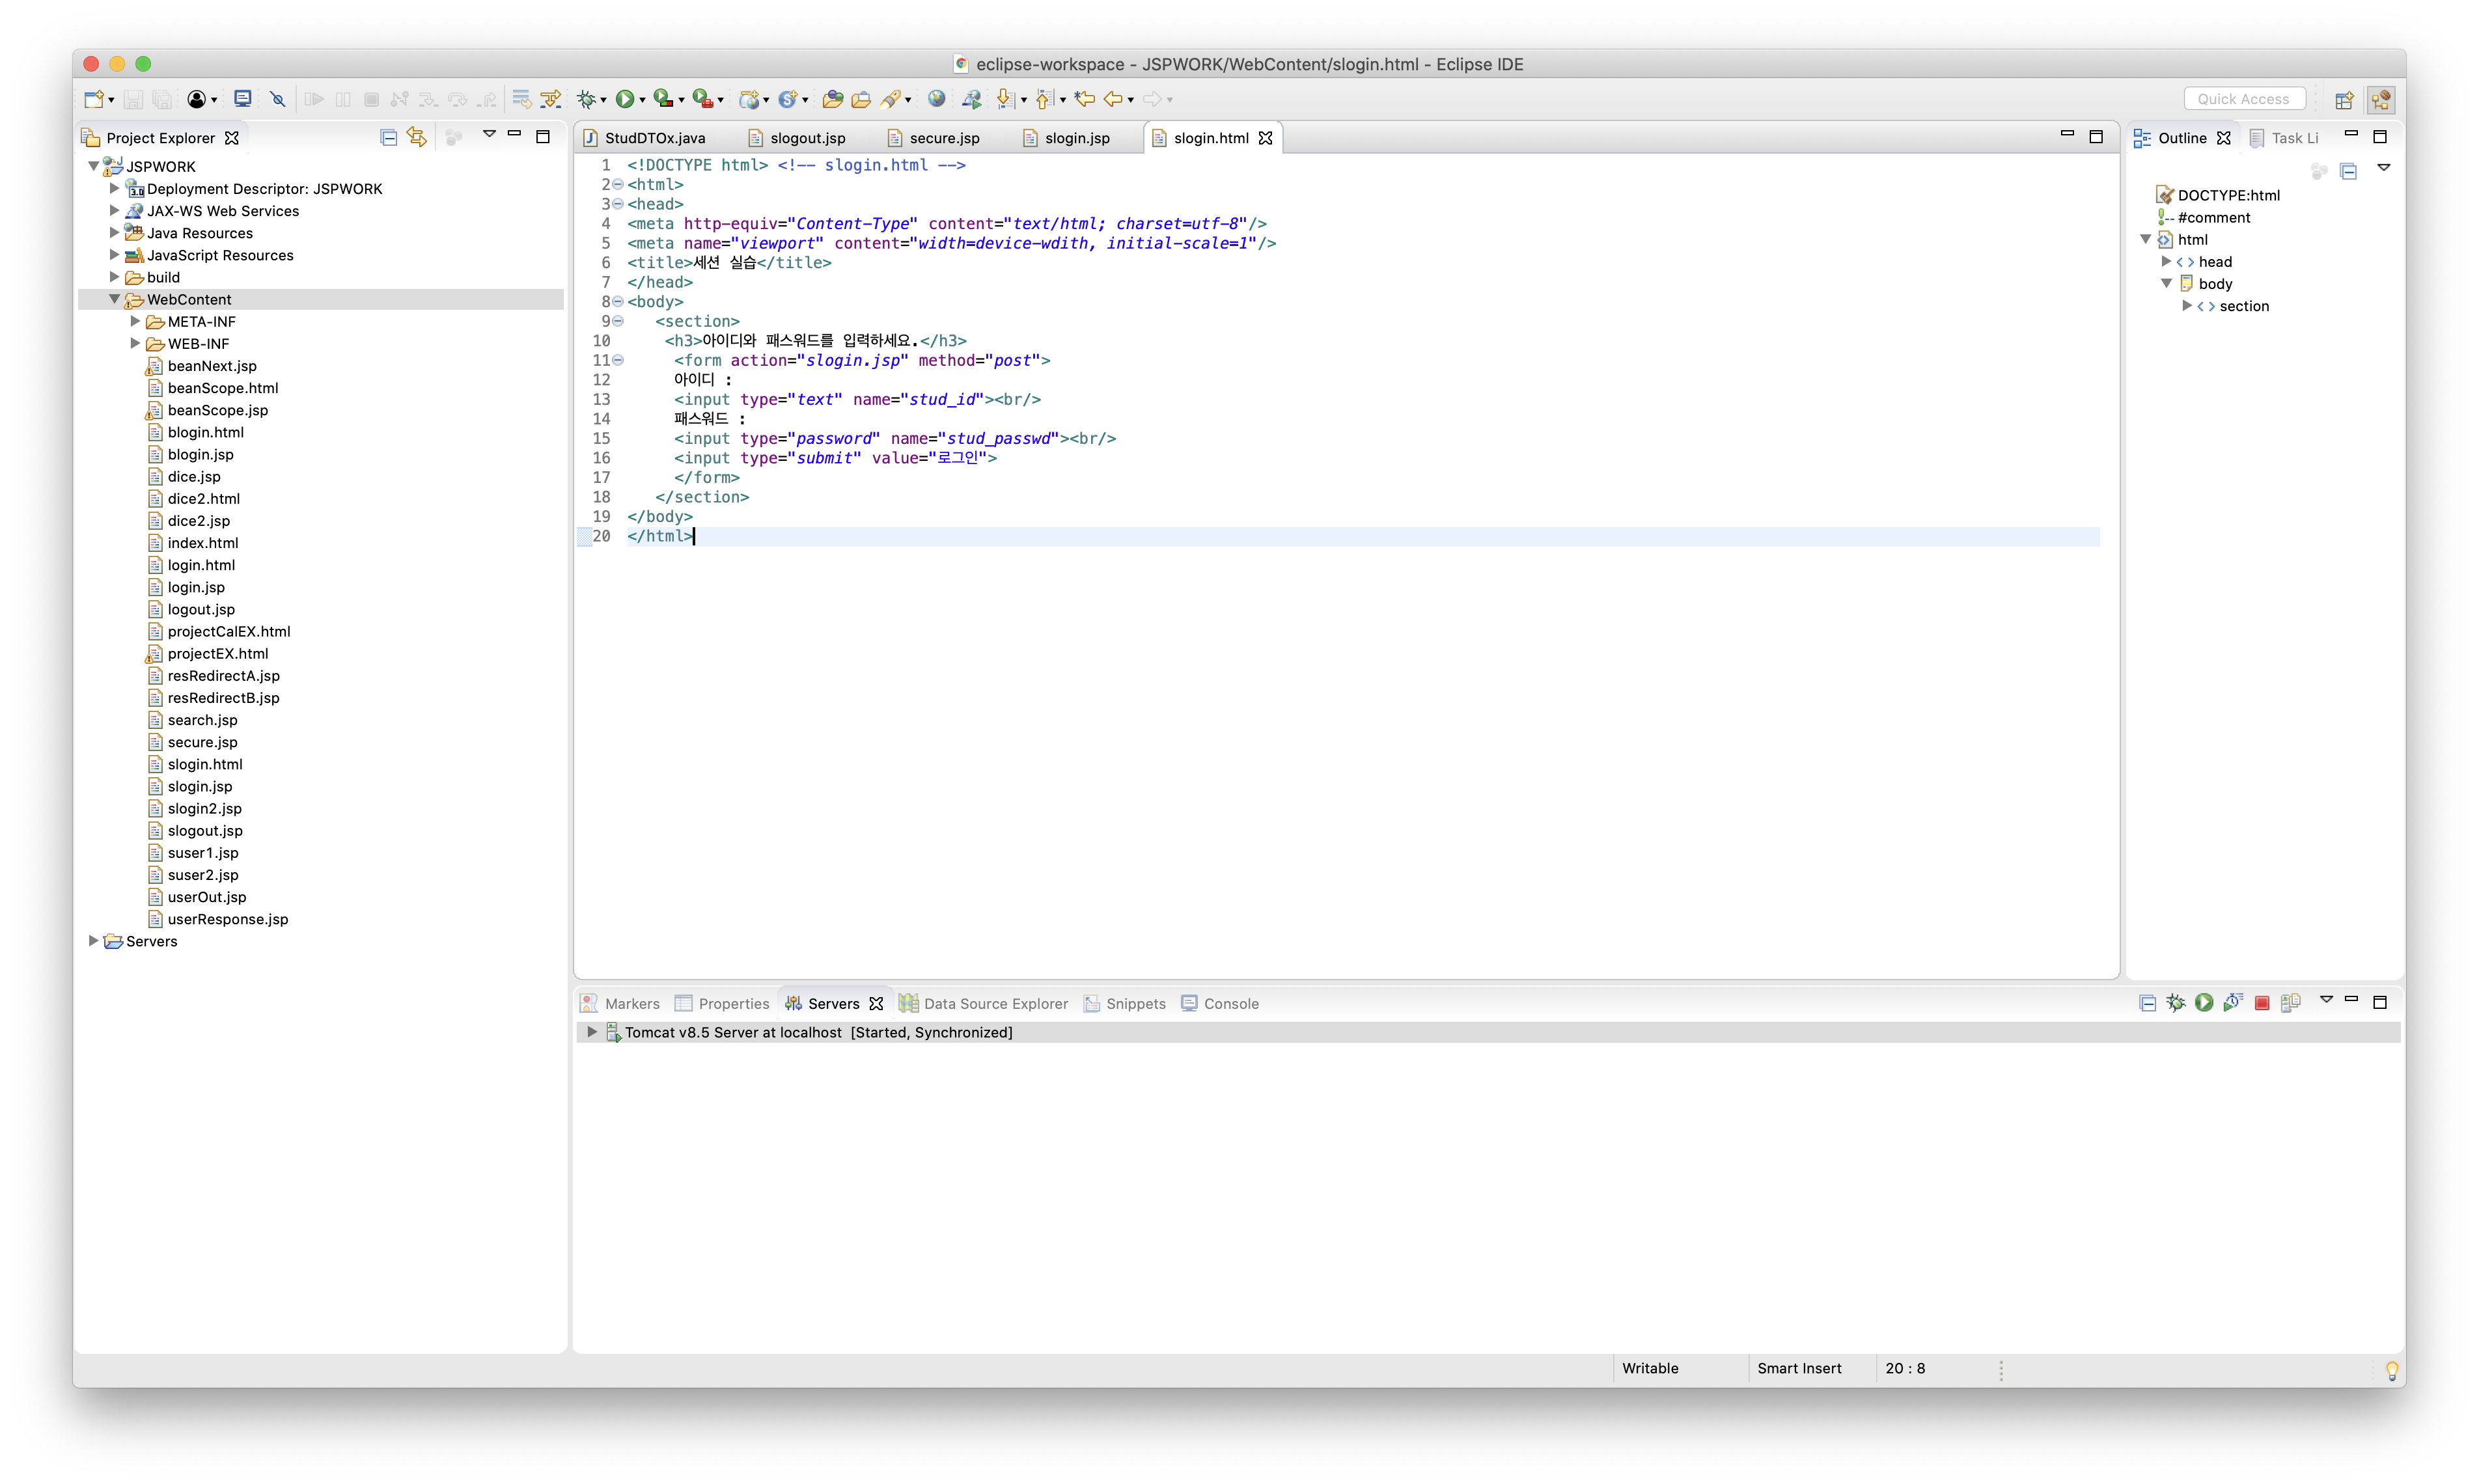 eclipse-workspace - JSPWORK/WebContent/slogin.html - Eclipse IDE
Quick Access
Project Explorer
JSPWORK
Deployment Descriptor: JSPWORK
JAX-WS Web Services
Java Resources
JavaScript Resources
build
WebContent
META-INF
WEB-INF
beanNext.jsp
beanScope.html
beanScope.jsp
blogin.html
blogin.jsp
dice.jsp
dice2.html
dice2.jsp
index.html
login.html
login.jsp
logout.jsp
projectCalEX.html
projectEX.html
resRedirectA.jsp
resRedirectB.jsp
search.jsp
secure.jsp
slogin.html
slogin.jsp
slogin2.jsp
slogout.jsp
suser1.jsp
suser2.jsp
userOut.jsp
userResponse.jsp
Servers
StudDTOx.java slogout.jsp secure.jsp slogin.jsp slogin.html
1 <!DOCTYPE html> <!-- slogin.html -->
2 <html>
3 <head>
4 <meta http-equiv="Content-Type" content="text/html; charset=utf-8"/>
5 <meta name="viewport" content="width=device-wdith, initial-scale=1"/>
6 <title>세션 실습</title>
7 </head>
8 <body>
9 <section>
10 <h3>아이디와 패스워드를 입력하세요.</h3>
11 <form action="slogin.jsp" method="post">
12 아이디 :
13 <input type="text" name="stud_id"><br/>
14 패스워드 :
15 <input type="password" name="stud_passwd"><br/>
16 <input type="submit" value="로그인">
17 </form>
18 </section>
19 </body>
20 </html>
Outline Task Li
DOCTYPE:html
#comment
html
head
body
section
Markers Properties Servers Data Source Explorer Snippets Console
Tomcat v8.5 Server at localhost [Started, Synchronized]
Writable Smart Insert 20 : 8